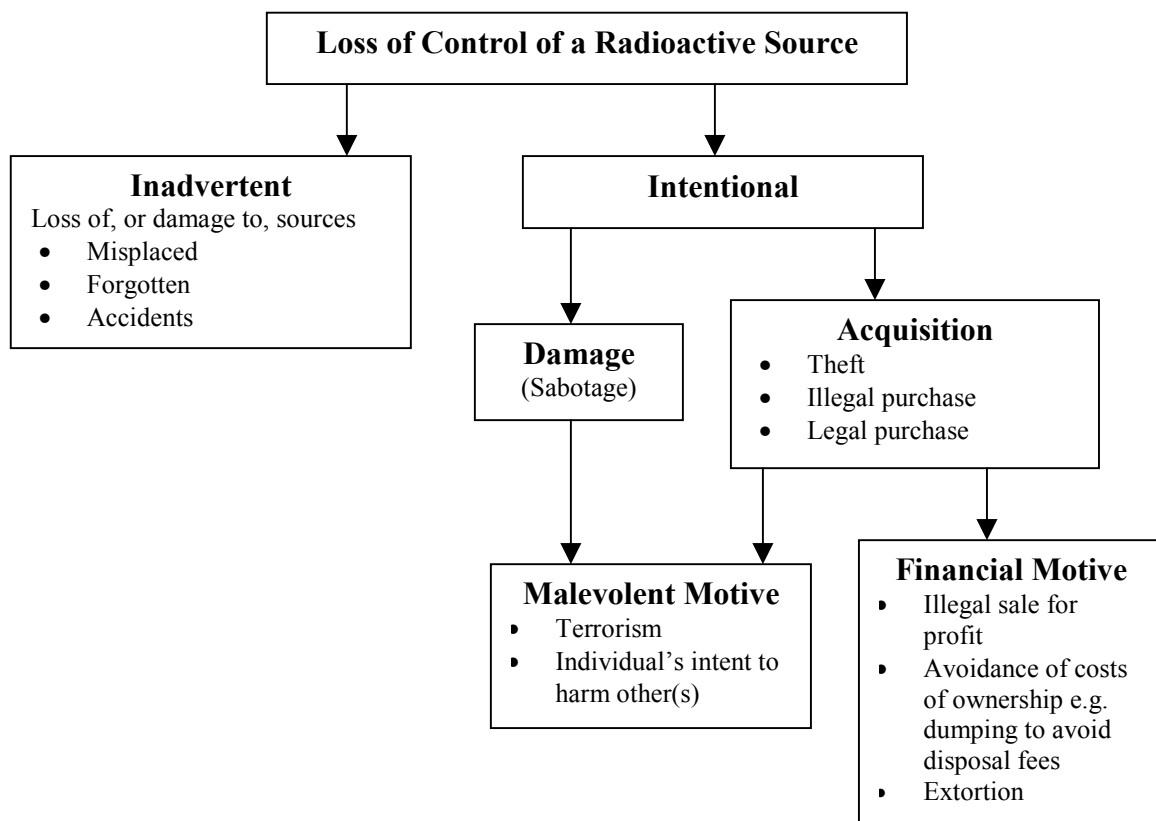 Loss of Control of a Radioactive Source
Inadvertent
Loss of, or damage to, sources
• Misplaced
• Forgotten
• Accidents
Intentional
Damage
(Sabotage)
Acquisition
• Theft
• Illegal purchase
• Legal purchase
Malevolent Motive
• Terrorism
• Individual’s intent to
harm other(s)
Financial Motive
• Illegal sale for
profit
• Avoidance of costs
of ownership e.g.
dumping to avoid
disposal fees
• Extortion